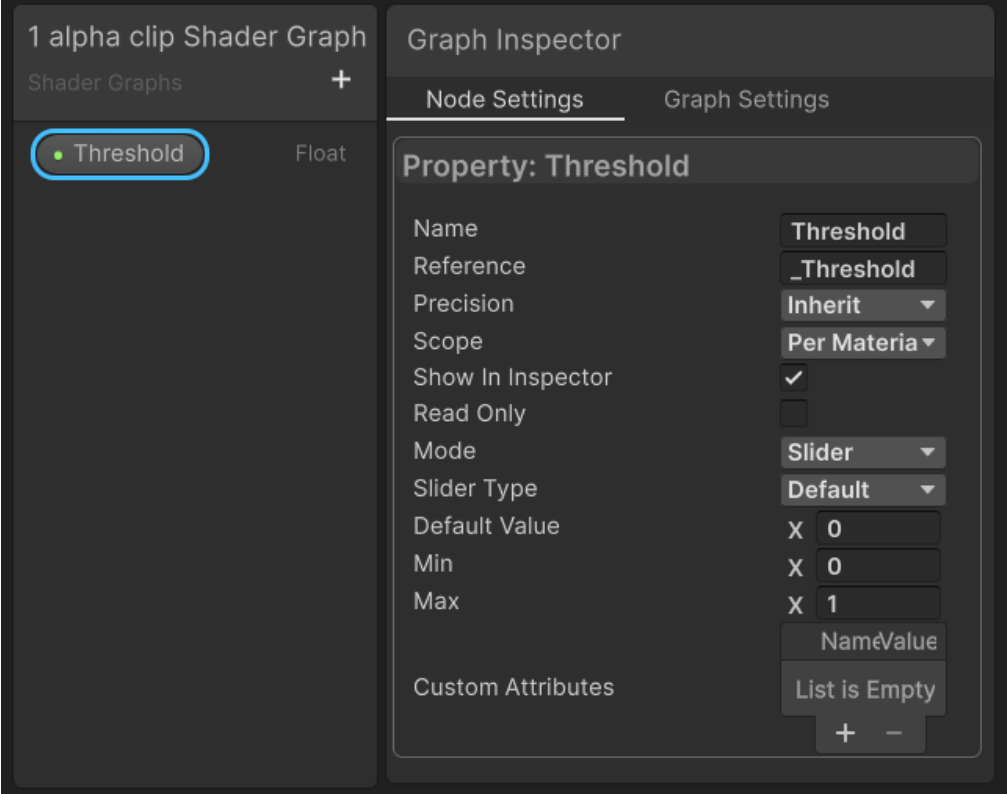 1 alpha clip Shader Graph
Shader Graphs
Threshold Float
Graph Inspector
Node Settings Graph Settings
Property: Threshold
Name Threshold
Reference _Threshold
Precision Inherit
Scope Per Materia
Show In Inspector
Read Only
Mode Slider
Slider Type Default
Default Value X 0
Min X 0
Max X 1
Name Value
Custom Attributes List is Empty